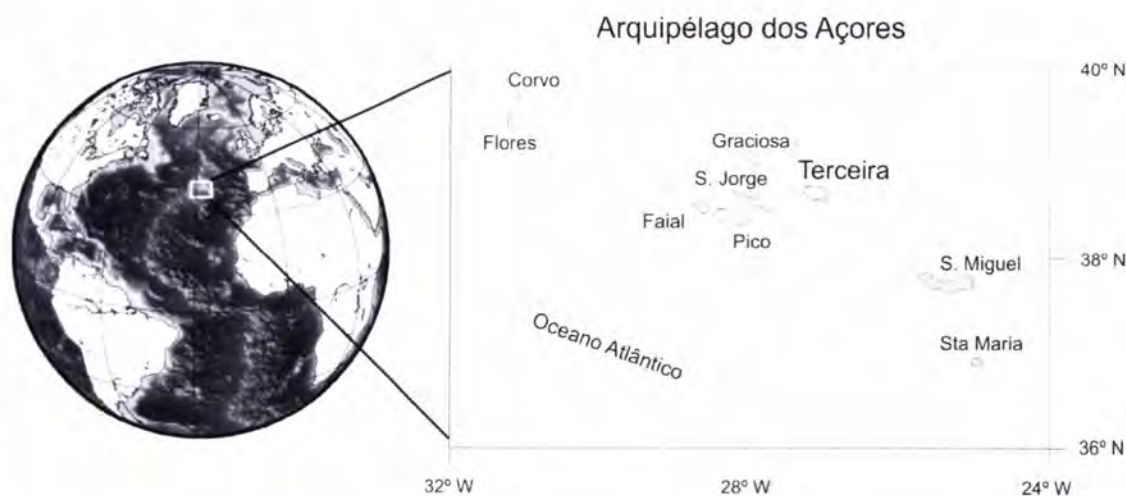 Arquipélago dos Açores
40º N
Corvo
Flores
Graciosa
Terceira
S. Jorge
Faial
Pico
38º N
S. Miguel
Oceano Atlântico
Sta Maria
36º N
32º W
28º W
24º W